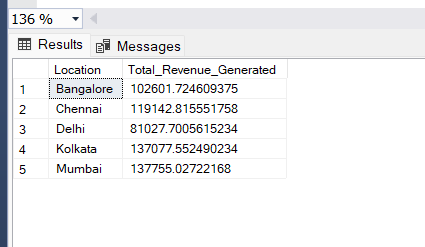 136 %
Results Messages
Location Total_Revenue_Generated
1 Bangalore 102601.724609375
2 Chennai 119142.815551758
3 Delhi 81027.7005615234
4 Kolkata 137077.552490234
5 Mumbai 137755.02722168